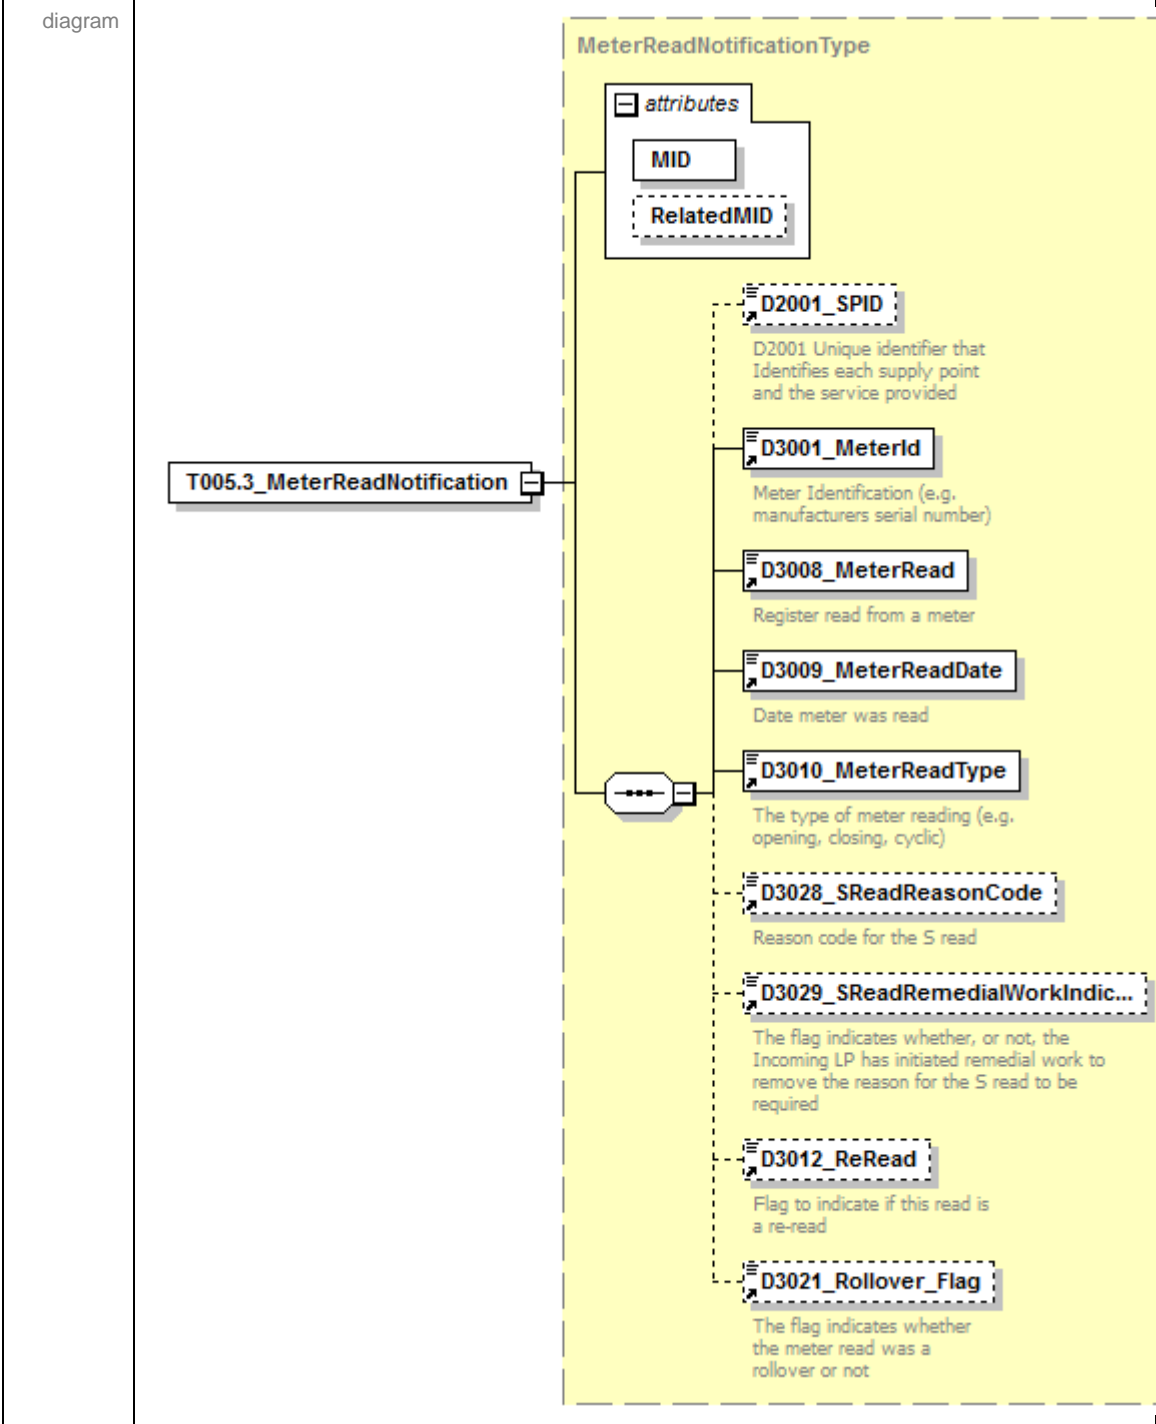 diagram
MeterReadNotificationType
attributes
MID
RelatedMID
D2001_SPID
D2001 Unique identifier that
Identifies each supply point
and the service provided
D3001_MeterId
Meter Identification (e.g.
manufacturers serial number)
T005.3_MeterReadNotification
D3008_MeterRead
Register read from a meter
D3009_MeterReadDate
Date meter was read
D3010_MeterReadType
The type of meter reading (e.g.
opening, closing, cyclic)
D3028_SReadReasonCode
Reason code for the S read
D3029_SReadRemedialWorkIndic...
The flag indicates whether, or not, the
Incoming LP has initiated remedial work to
remove the reason for the S read to be
required
D3012_ReRead
Flag to indicate if this read is
a re-read
D3021_Rollover_Flag
The flag indicates whether
the meter read was a
rollover or not